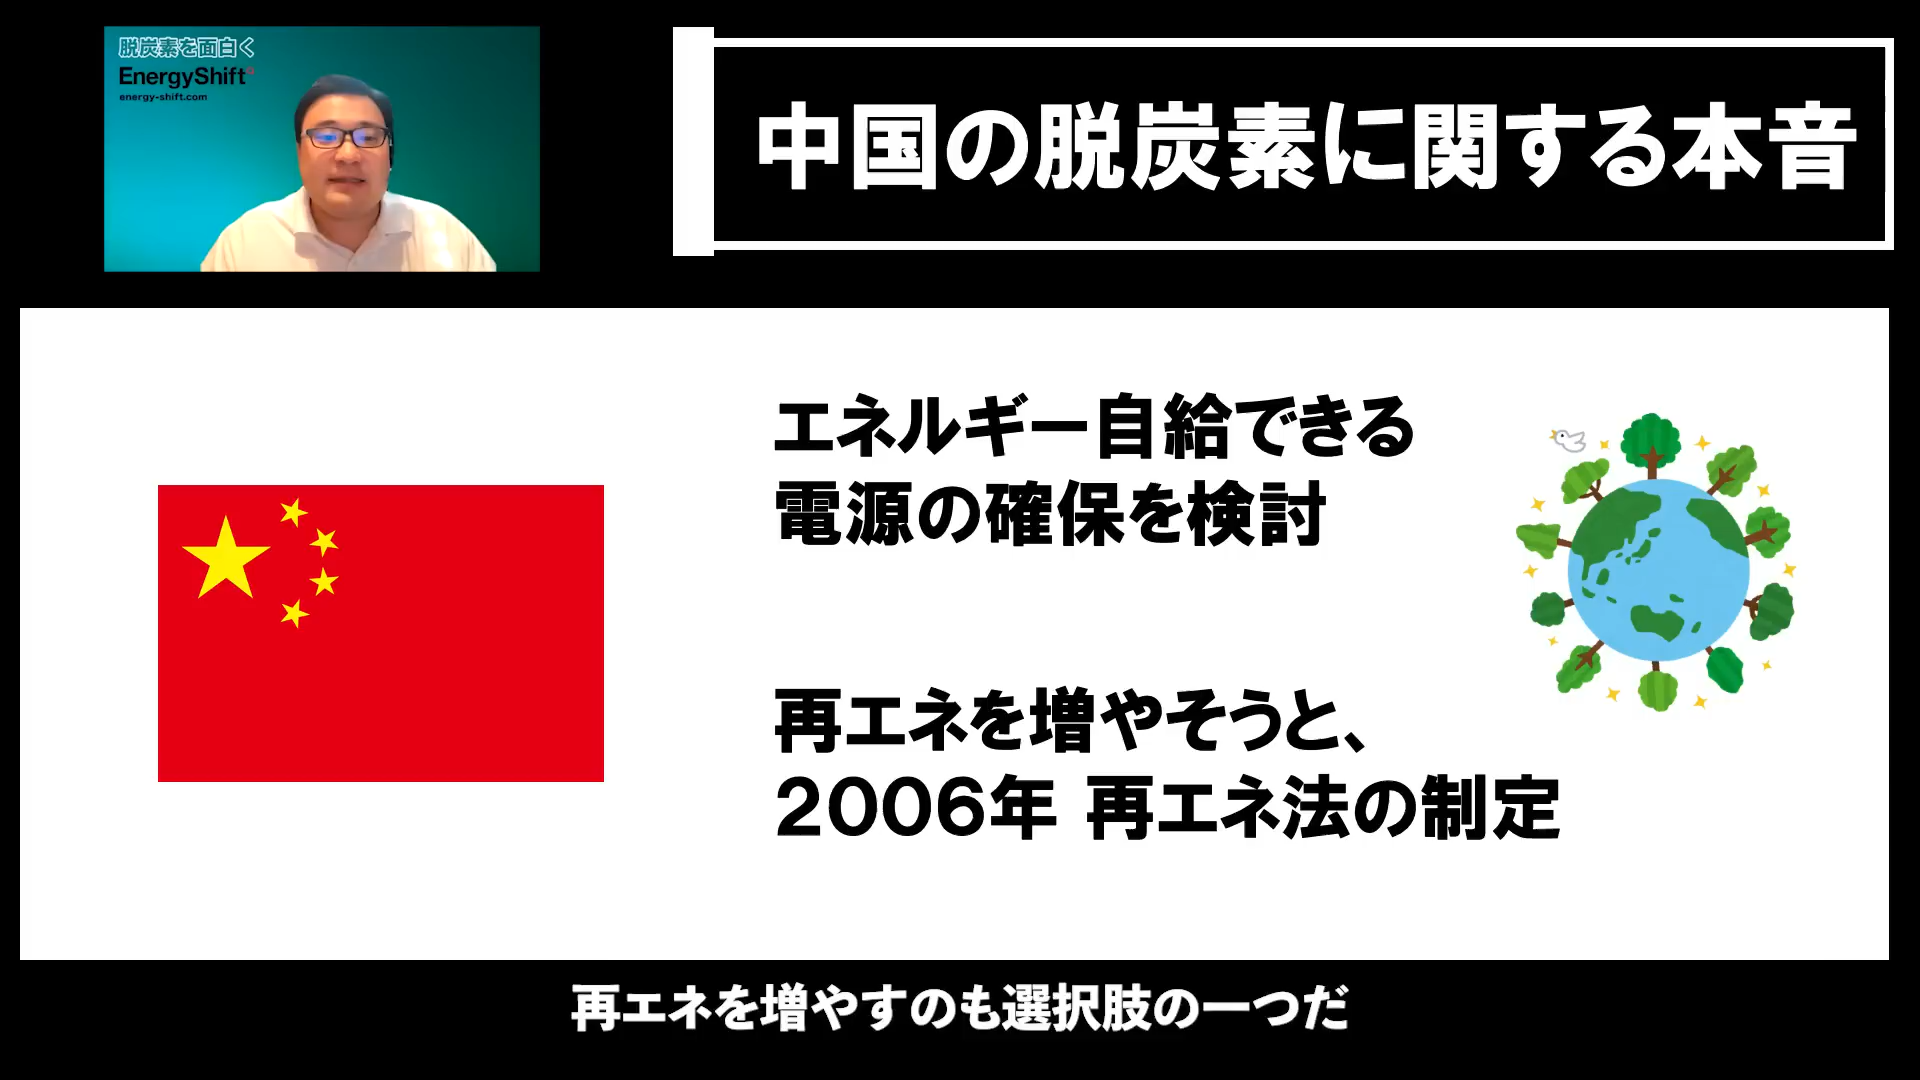 脱炭素を面白く
EnergyShift
energy-shift.com
中国の脱炭素に関する本音
エネルギー自給できる
電源の確保を検討
再エネを増やそうと、
2006年 再エネ法の制定
再エネを増やすのも選択肢の一つだ